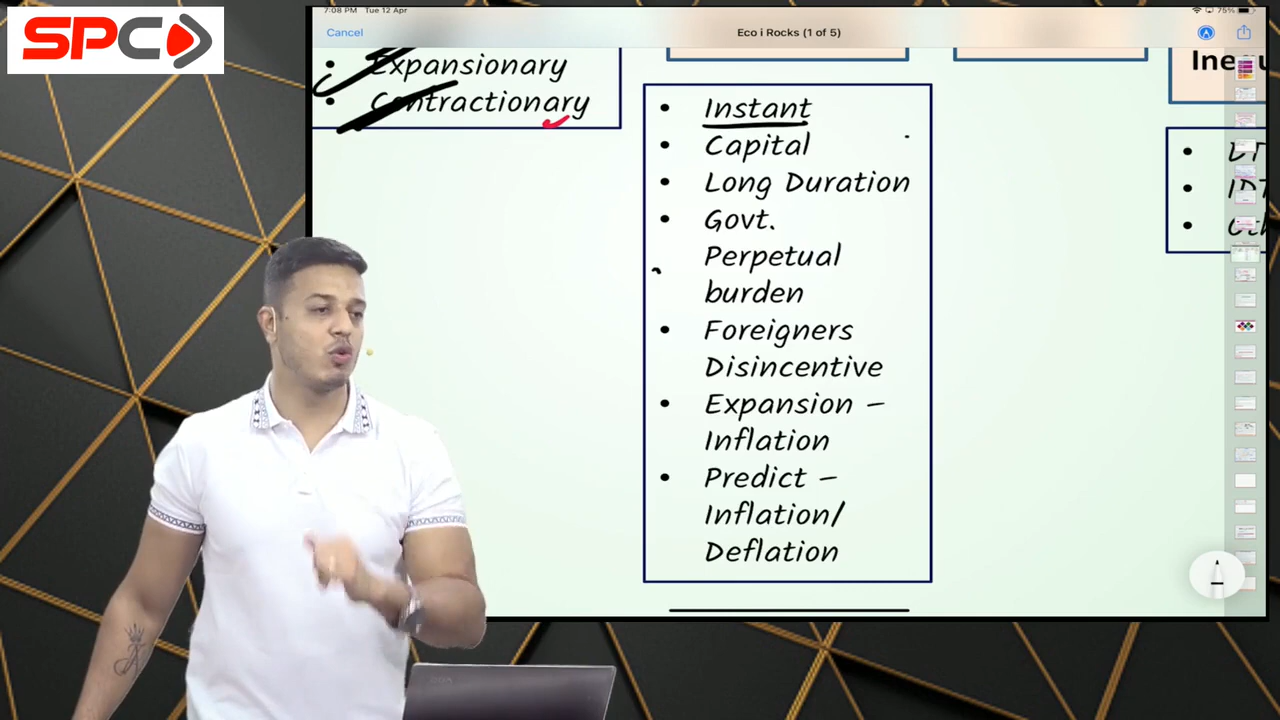 SPC
7:08 PM Tue 12 Apr
75%
Cancel
Eco i Rocks (1 of 5)
• Expansionary
• Contractionary
• Instant
• Capital
• Long Duration
• Govt.
Perpetual
burden
• Foreigners
Disincentive
• Expansion –
Inflation
• Predict –
Inflation/
Deflation